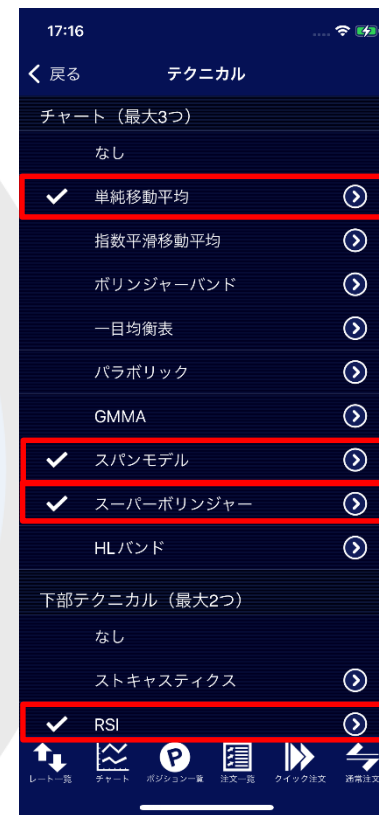 17:16
戻る
テクニカル
チャート（最大3つ）
なし
単純移動平均
指数平滑移動平均
ボリンジャーバンド
一目均衡表
パラボリック
GMMA
スパンモデル
スーパーボリンジャー
HLバンド
下部テクニカル（最大2つ）
なし
ストキャスティクス
RSI
P
レート一覧 チャート ポジション一覧 注文一覧 クイック注文 通常注文